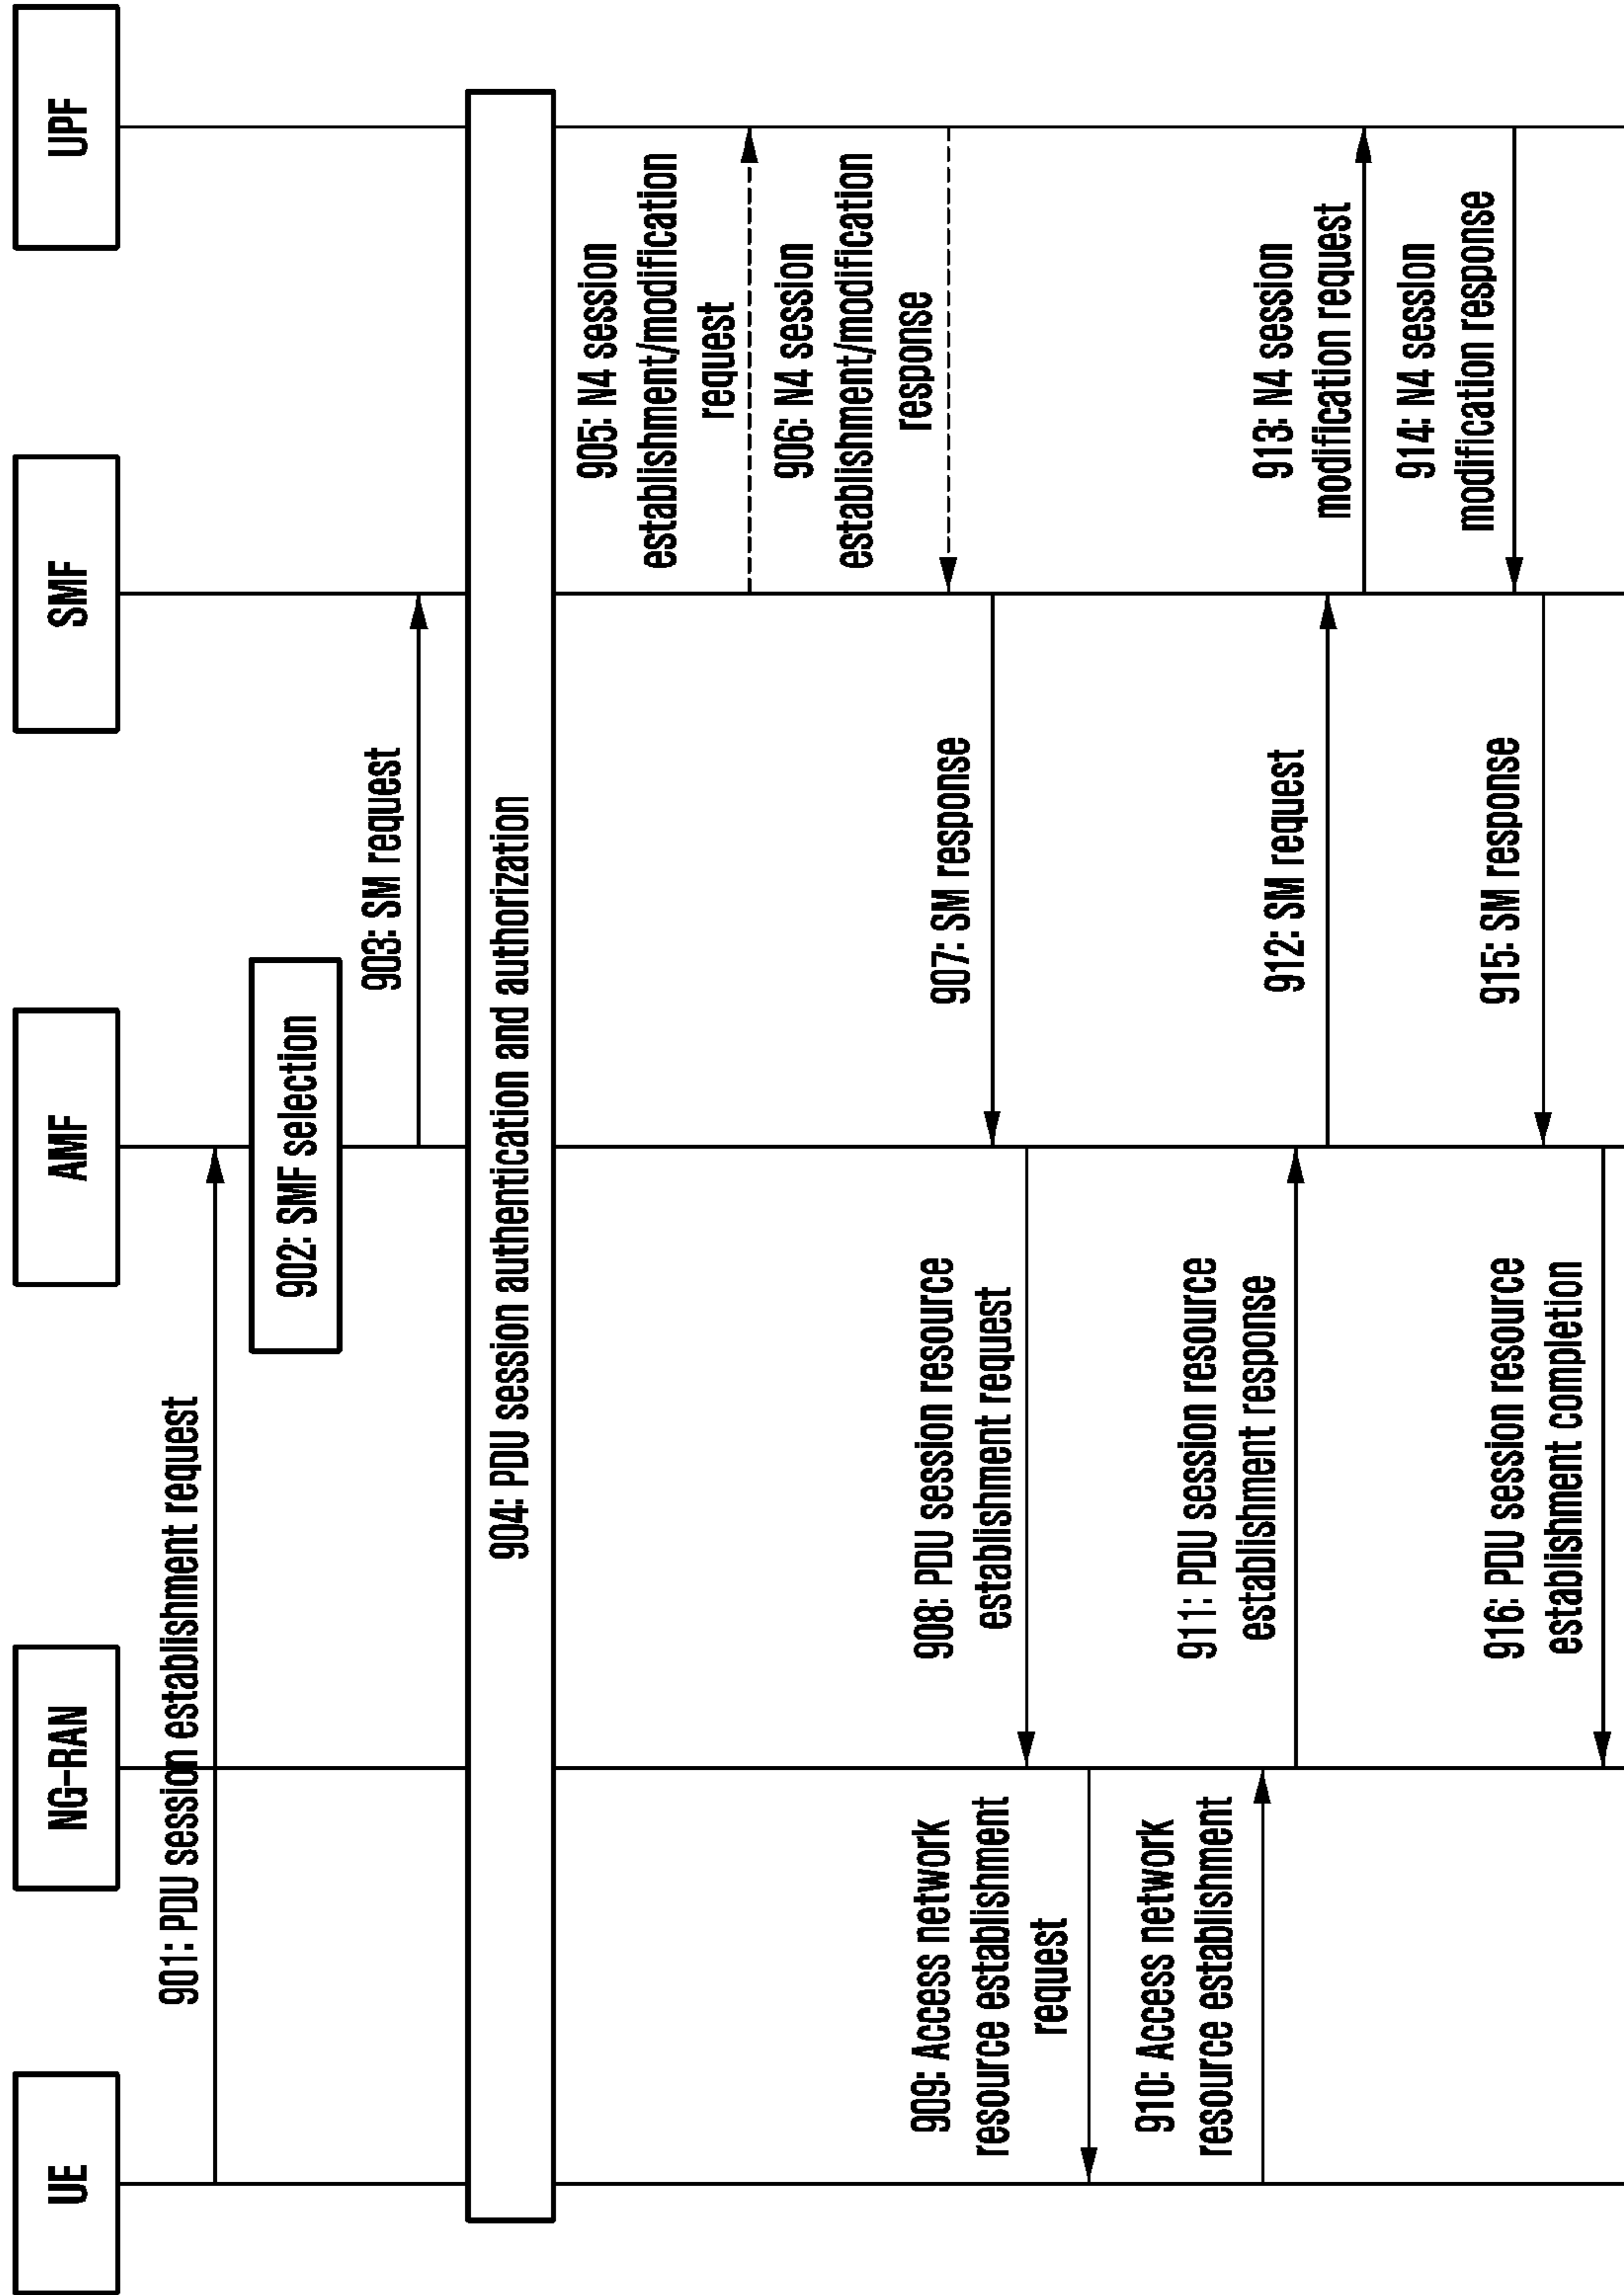 UE
NG-RAN
AMF
SMF
UPF
901: PDU session establishment request
902: SMF selection
903: SM request
904: PDU session authentication and authorization
905: N4 session
establishment/modification
request
906: N4 session
establishment/modification
response
907: SM response
908: PDU session resource
establishment request
909: Access network
resource establishment
request
910: Access network
resource establishment
911: PDU session resource
establishment response
912: SM request
913: N4 session
modification request
914: N4 session
modification response
915: SM response
916: PDU session resource
establishment completion